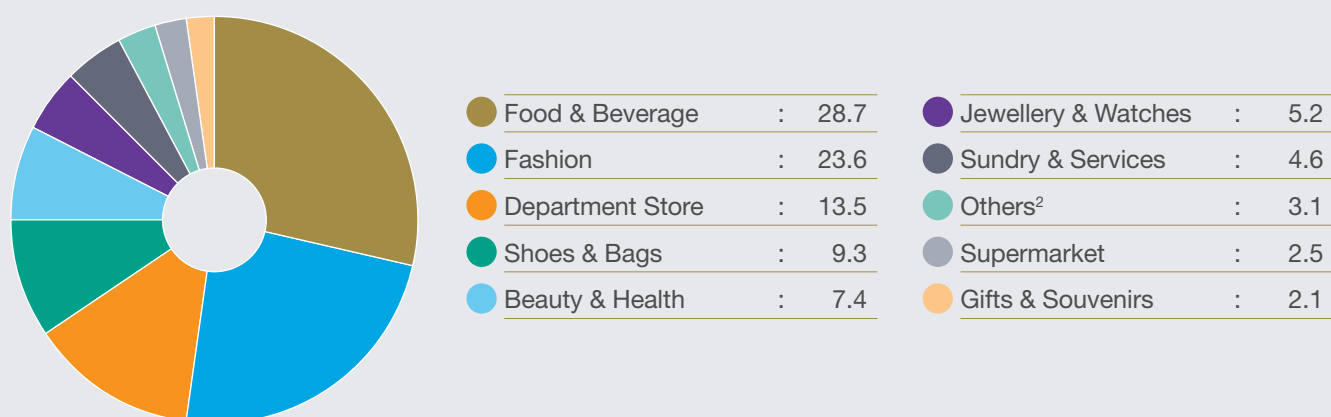 Food & Beverage : 28.7
Fashion : 23.6
Department Store : 13.5
Shoes & Bags : 9.3
Beauty & Health : 7.4
Jewellery & Watches : 5.2
Sundry & Services : 4.6
Others² : 3.1
Supermarket : 2.5
Gifts & Souvenirs : 2.1